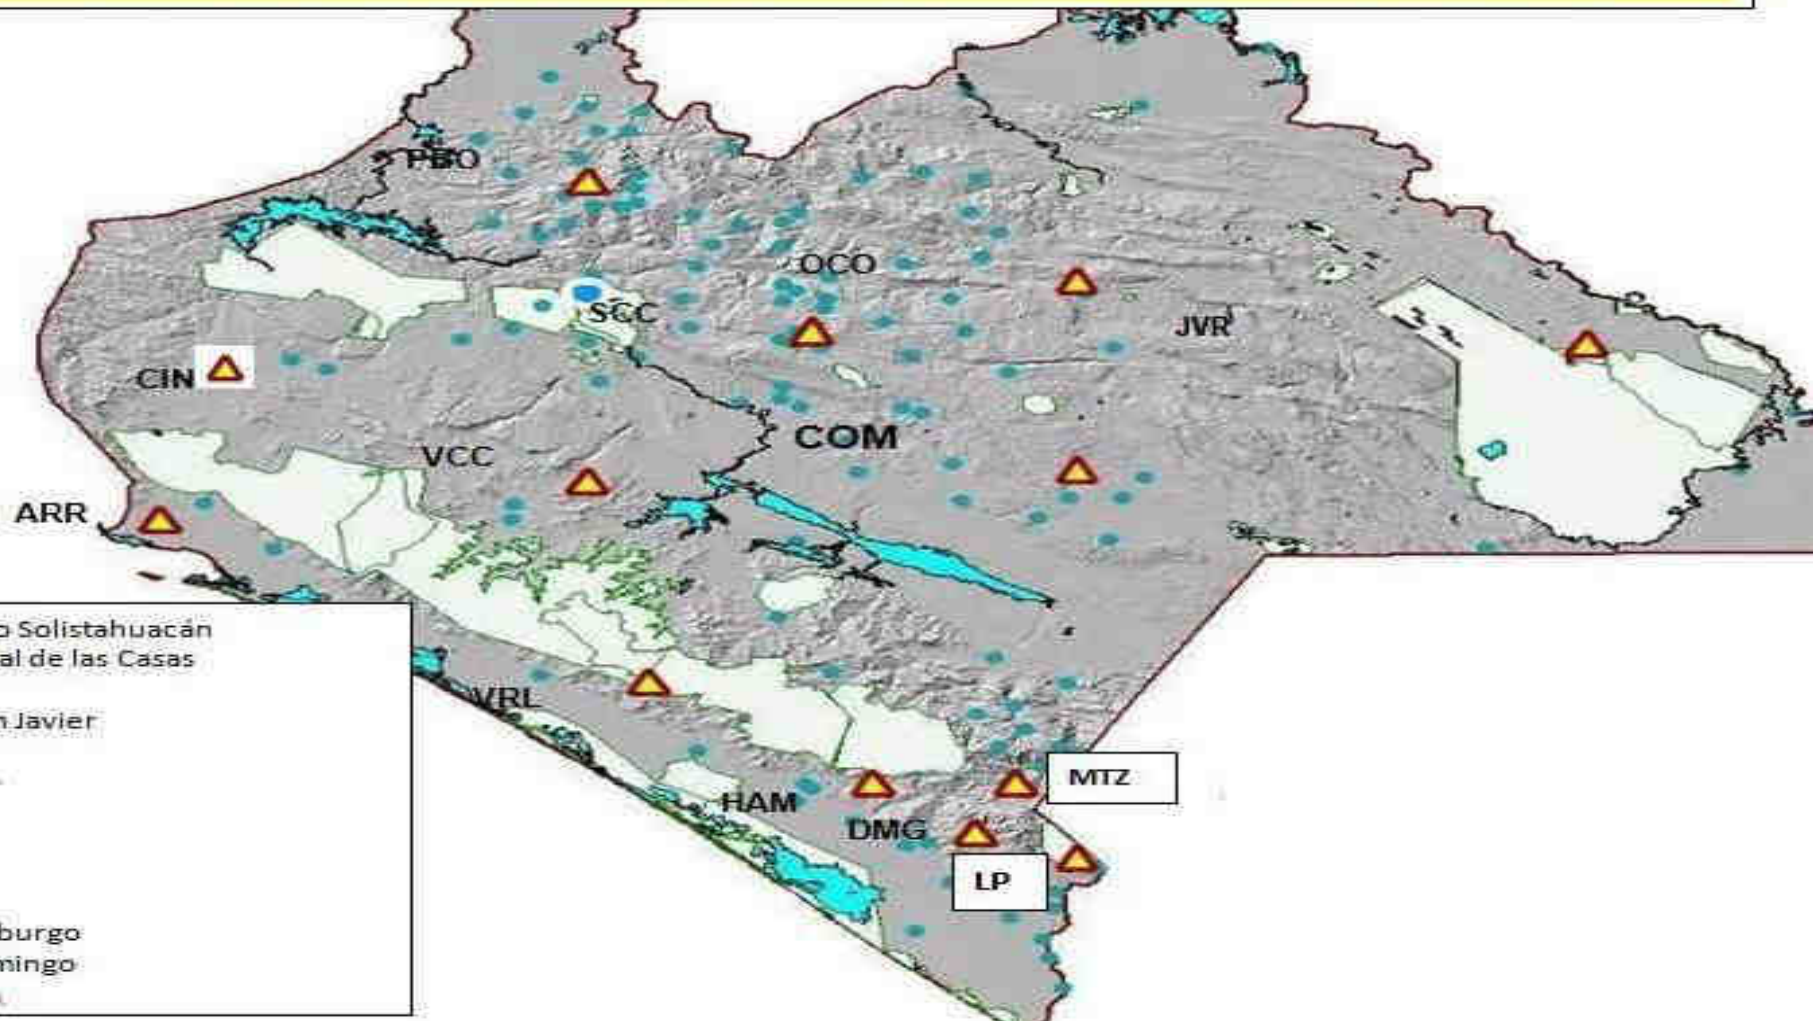 OCO
SCC
JVR
CIN
COM
VCC
ARR
o Solistahuacán
al de las Casas
n Javier
VRL
MTZ
HAM
DMG
LP
burgo
mingo